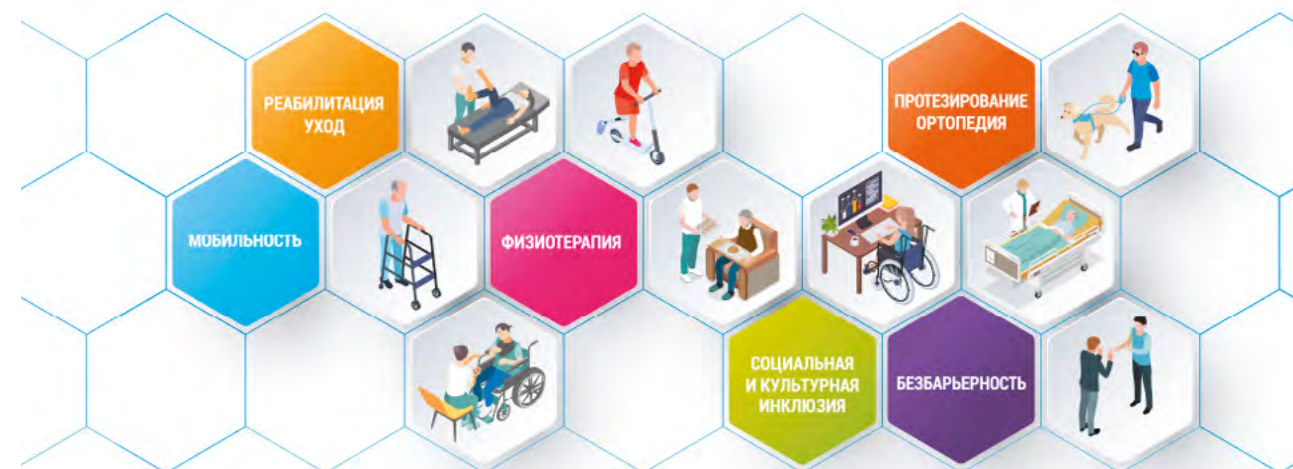 РЕАБИЛИТАЦИЯ
УХОД
ПРОТЕЗИРОВАНИЕ
ОРТОПЕДИЯ
МОБИЛЬНОСТЬ
ФИЗИОТЕРАПИЯ
СОЦИАЛЬНАЯ
И КУЛЬТУРНАЯ
ИНКЛЮЗИЯ
БЕЗБАРЬЕРНОСТЬ